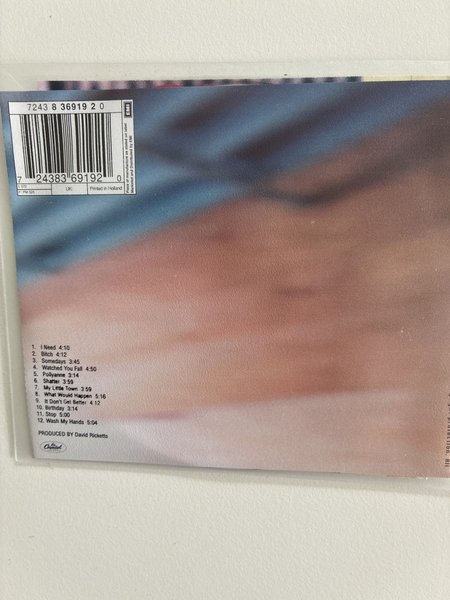 7243 8 36919 2 0
EMI
7 24383 69192 0
UK:
Printed in Holland
PM 520
1. I Need 4:10
2. Bitch 4:12
3. Somedays 3:45
4. Watched You Fall 4:50
5. Pollyanne 3:14
6. Shatter 3:59
7. My Little Town 3:59
8. What Would Happen 5:16
9. It Don't Get Better 4:12
10. Birthday 3:14
11. Stop 5:00
12. Wash My Hands 5:04
PRODUCED BY David Ricketts
Capitol